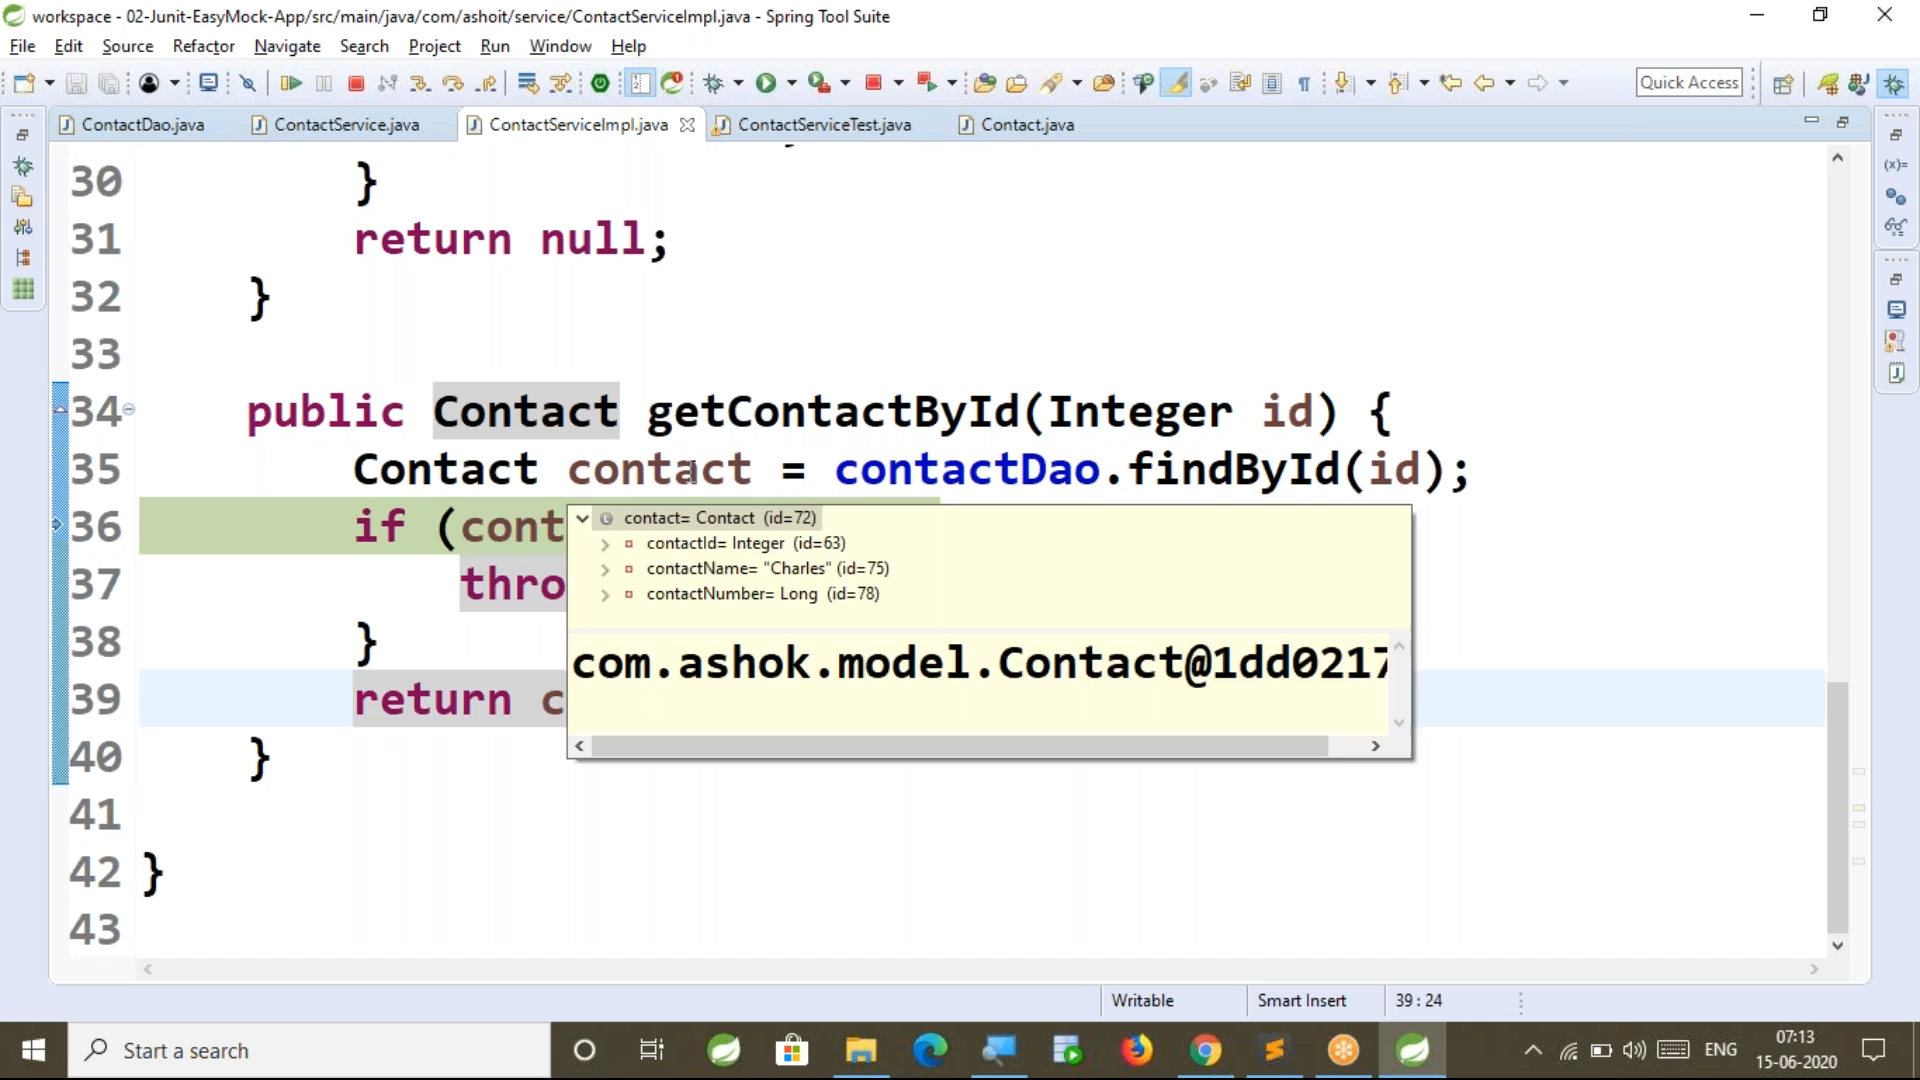 workspace - 02-Junit-EasyMock-App/src/main/java/com/ashoit/service/ContactServiceImpl.java - Spring Tool Suite
File Edit Source Refactor Navigate Search Project Run Window Help
Quick Access
ContactDao.java ContactService.java ContactServiceImpl.java ContactServiceTest.java Contact.java
30 }
31 return null;
32 }
33
34 public Contact getContactById(Integer id) {
35 Contact contact = contactDao.findById(id);
36 if (cont
contact= Contact (id=72)
contactId= Integer (id=63)
37 thro
contactName= "Charles" (id=75)
contactNumber= Long (id=78)
38 }
com.ashok.model.Contact@1dd0217
39 return c
40 }
41
42 }
43
Writable Smart Insert 39 : 24
Start a search
ENG
07:13
15-06-2020